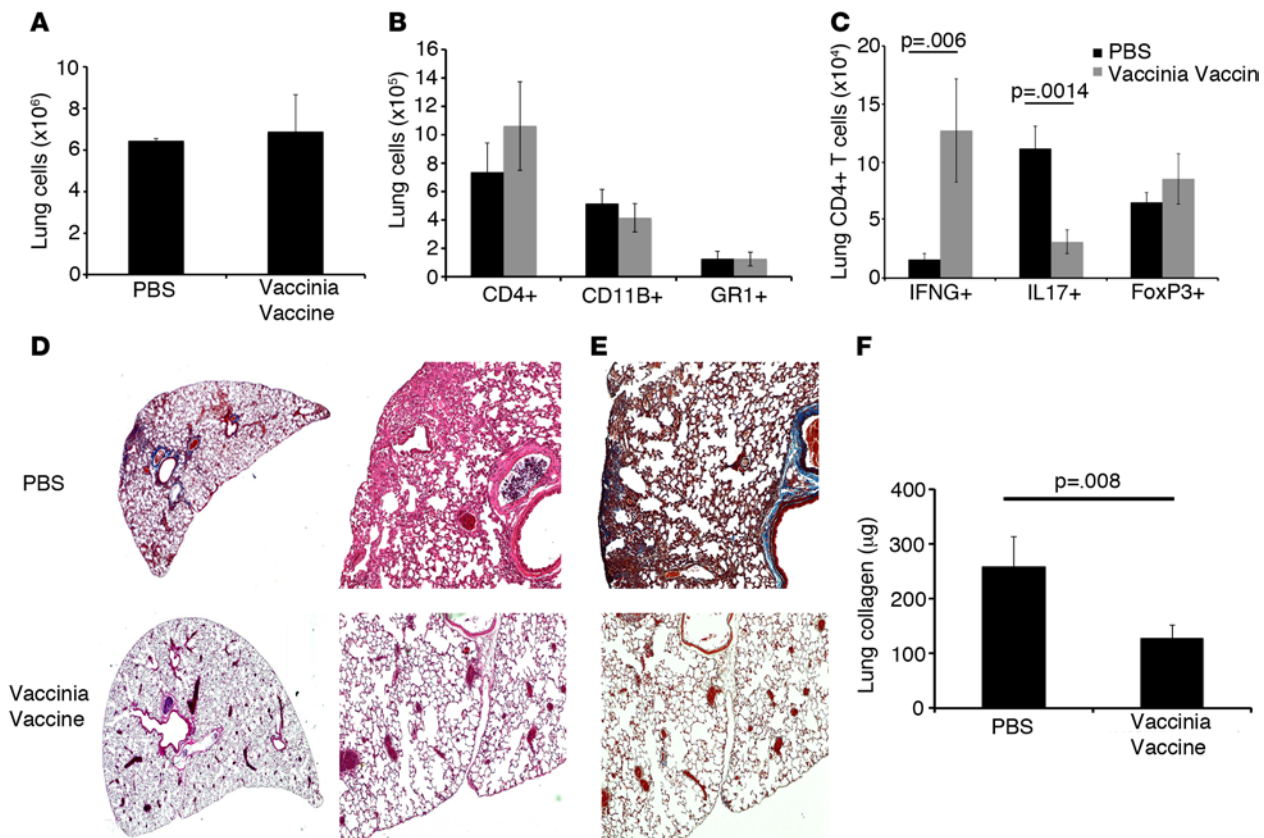 A
Lung cells (x10⁶)
10
8
6
4
2
0
PBS
Vaccinia
Vaccine
B
Lung cells (x10⁵)
16
14
12
10
8
6
4
2
0
CD4+
CD11B+
GR1+
C
Lung CD4+ T cells (x10⁴)
20
15
10
5
0
p=.006
p=.0014
PBS
Vaccinia Vaccin
IFNG+
IL17+
FoxP3+
D
E
PBS
Vaccinia
Vaccine
F
Lung collagen (μg)
400
300
200
100
0
p=.008
PBS
Vaccinia
Vaccine